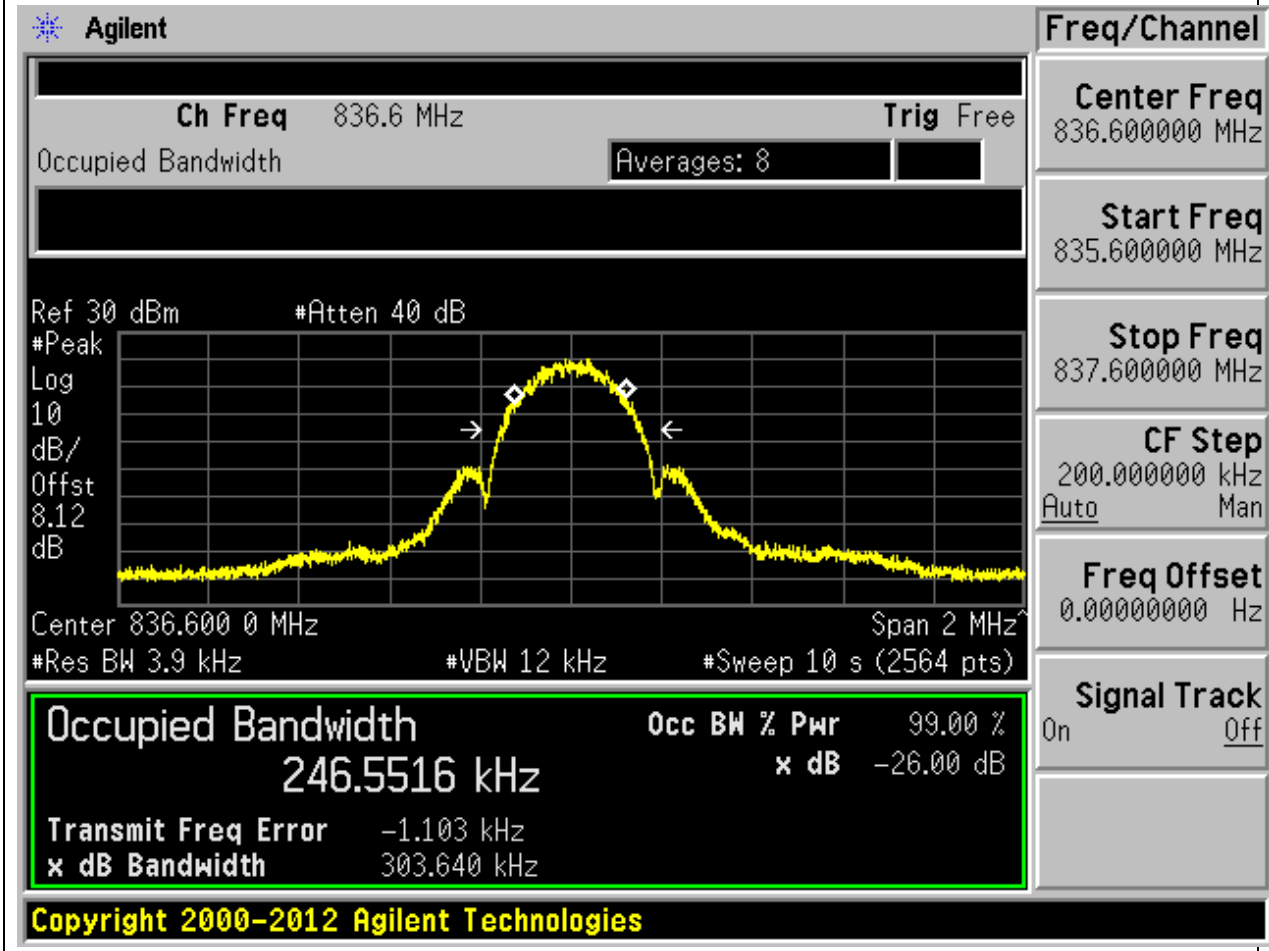 Agilent
Freq/Channel
Ch Freq 836.6 MHz Trig Free
Occupied Bandwidth Averages: 8
Center Freq
836.600000 MHz
Start Freq
835.600000 MHz
Stop Freq
837.600000 MHz
CF Step
200.000000 kHz
Auto Man
Freq Offset
0.00000000 Hz
Signal Track
On Off
Ref 30 dBm #Atten 40 dB
#Peak
Log
10
dB/
Offst
8.12
dB
Center 836.600 0 MHz Span 2 MHz^
#Res BW 3.9 kHz #VBW 12 kHz #Sweep 10 s (2564 pts)
Occupied Bandwidth Occ BW % Pwr 99.00 %
246.5516 kHz x dB -26.00 dB
Transmit Freq Error -1.103 kHz
x dB Bandwidth 303.640 kHz
Copyright 2000-2012 Agilent Technologies